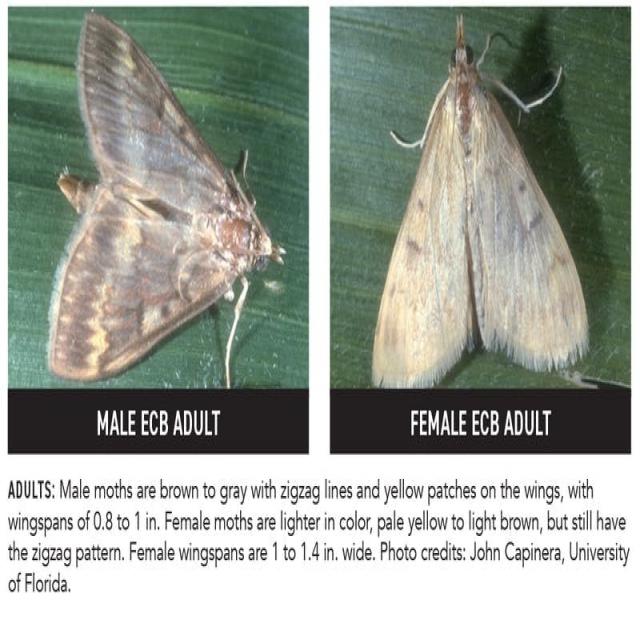 MALE ECB ADULT
FEMALE ECB ADULT
ADULTS: Male moths are brown to gray with zigzag lines and yellow patches on the wings, with
wingspans of 0.8 to 1 in. Female moths are lighter in color, pale yellow to light brown, but still have
the zigzag pattern. Female wingspans are 1 to 1.4 in. wide. Photo credits: John Capinera, University
of Florida.